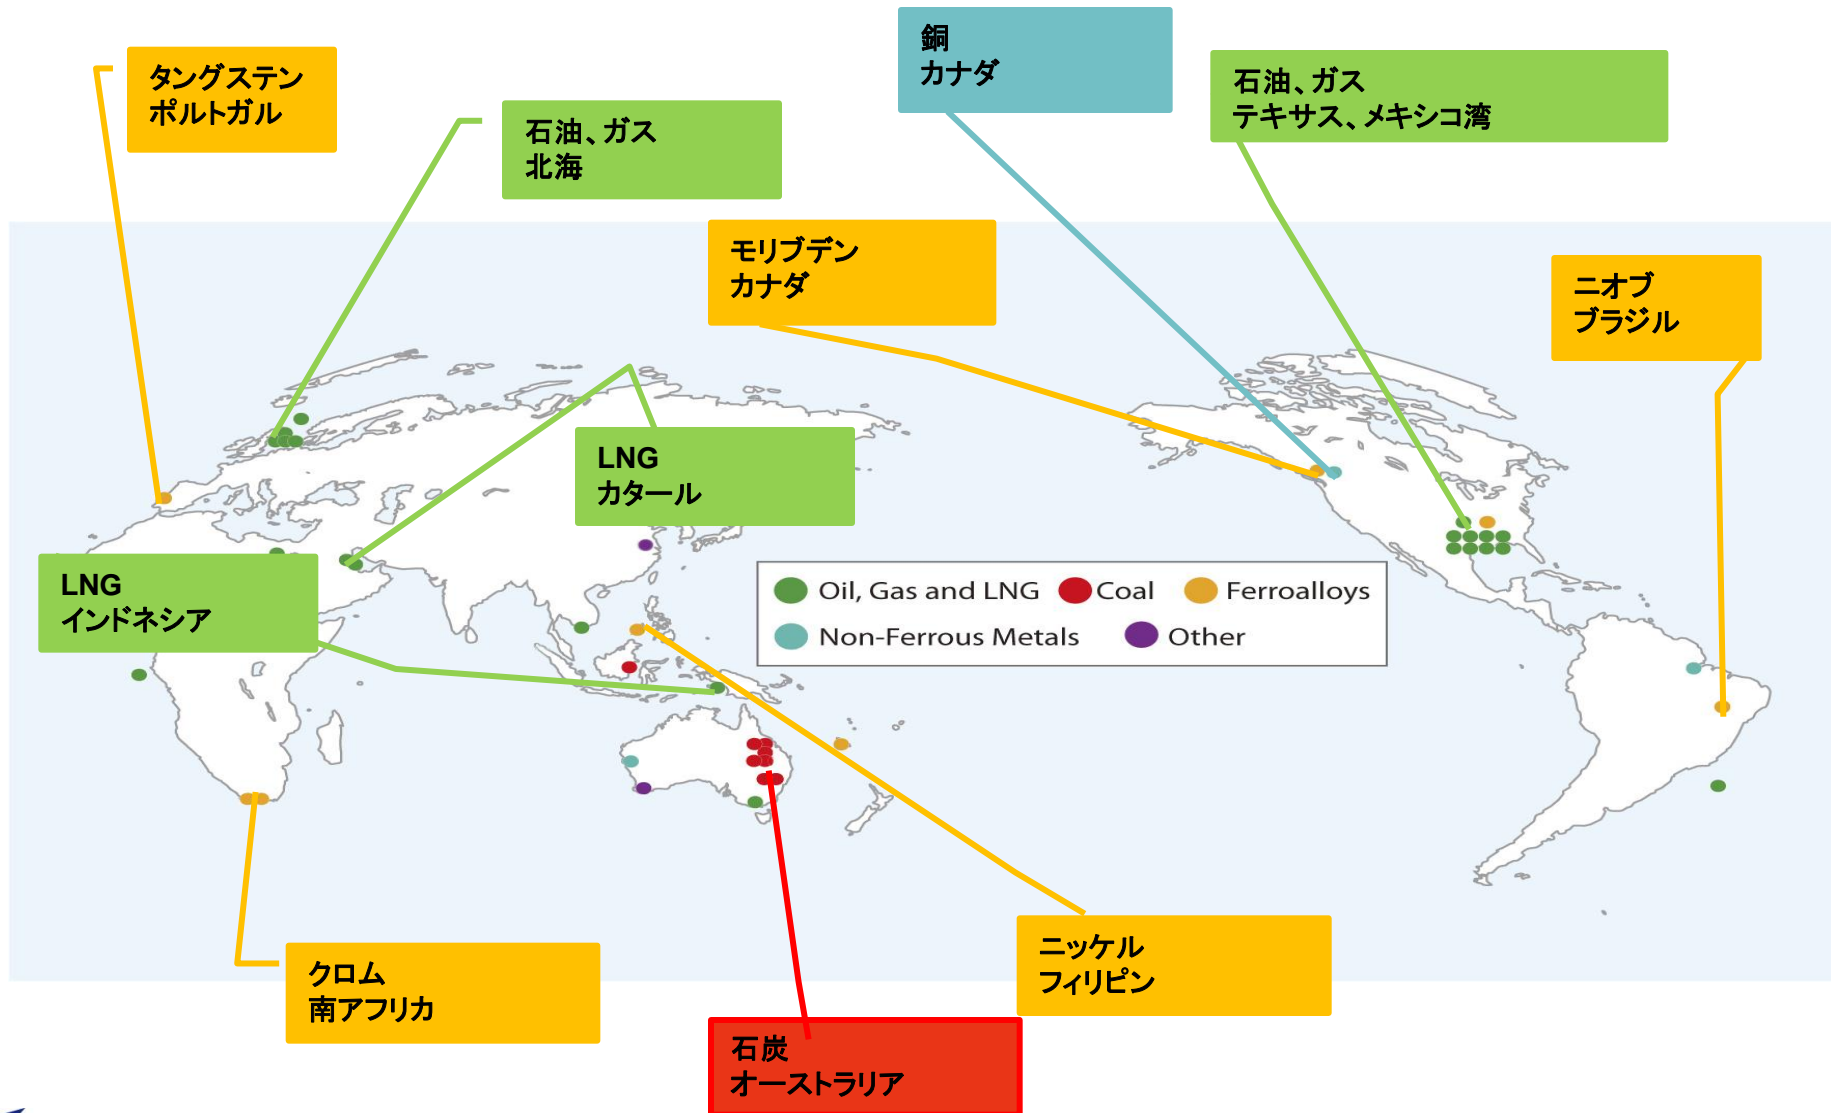 銅
カナダ
タングステン
ポルトガル
石油、ガス
テキサス、メキシコ湾
石油、ガス
北海
モリブデン
カナダ
ニオブ
ブラジル
LNG
カタール
LNG
インドネシア
Oil, Gas and LNG
Coal
Ferroalloys
Non-Ferrous Metals
Other
ニッケル
フィリピン
クロム
南アフリカ
石炭
オーストラリア